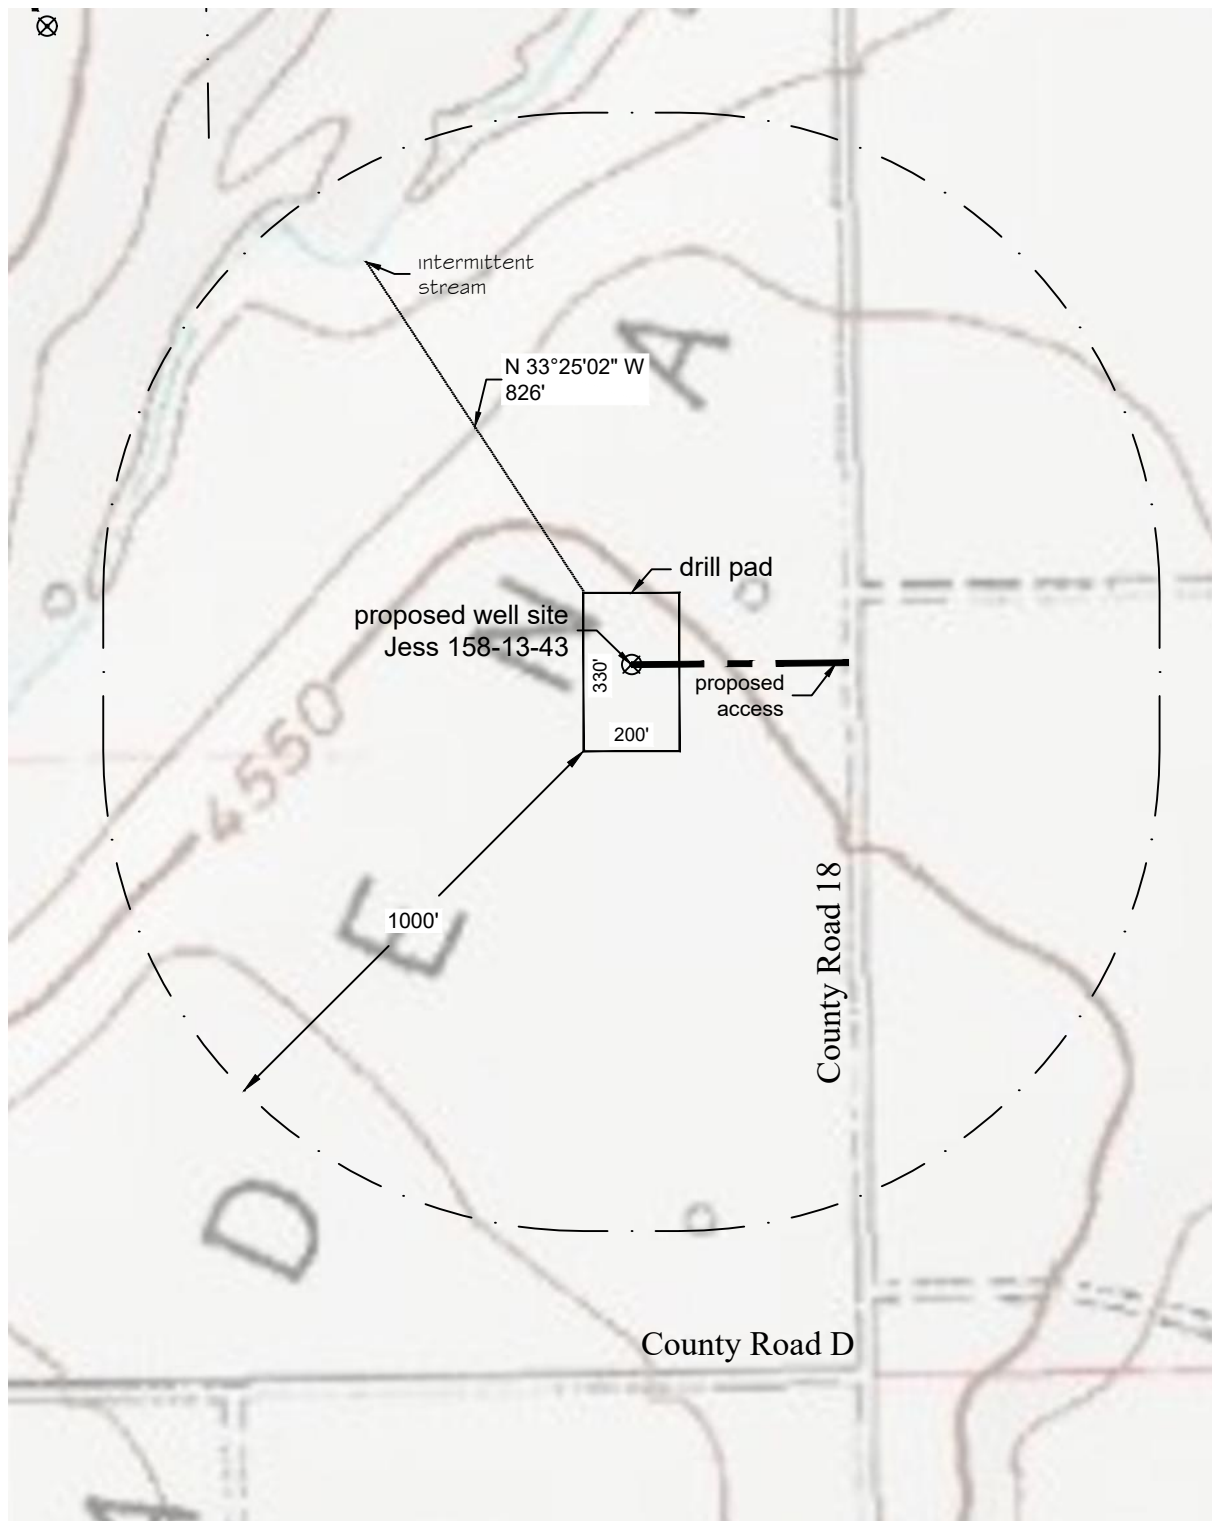 intermittent
stream
A
N 33°25'02" W
826'
drill pad
N
proposed well site
Jess 158-13-43
330'
proposed
access
200'
4550
E
1000'
County Road 18
D
County Road D